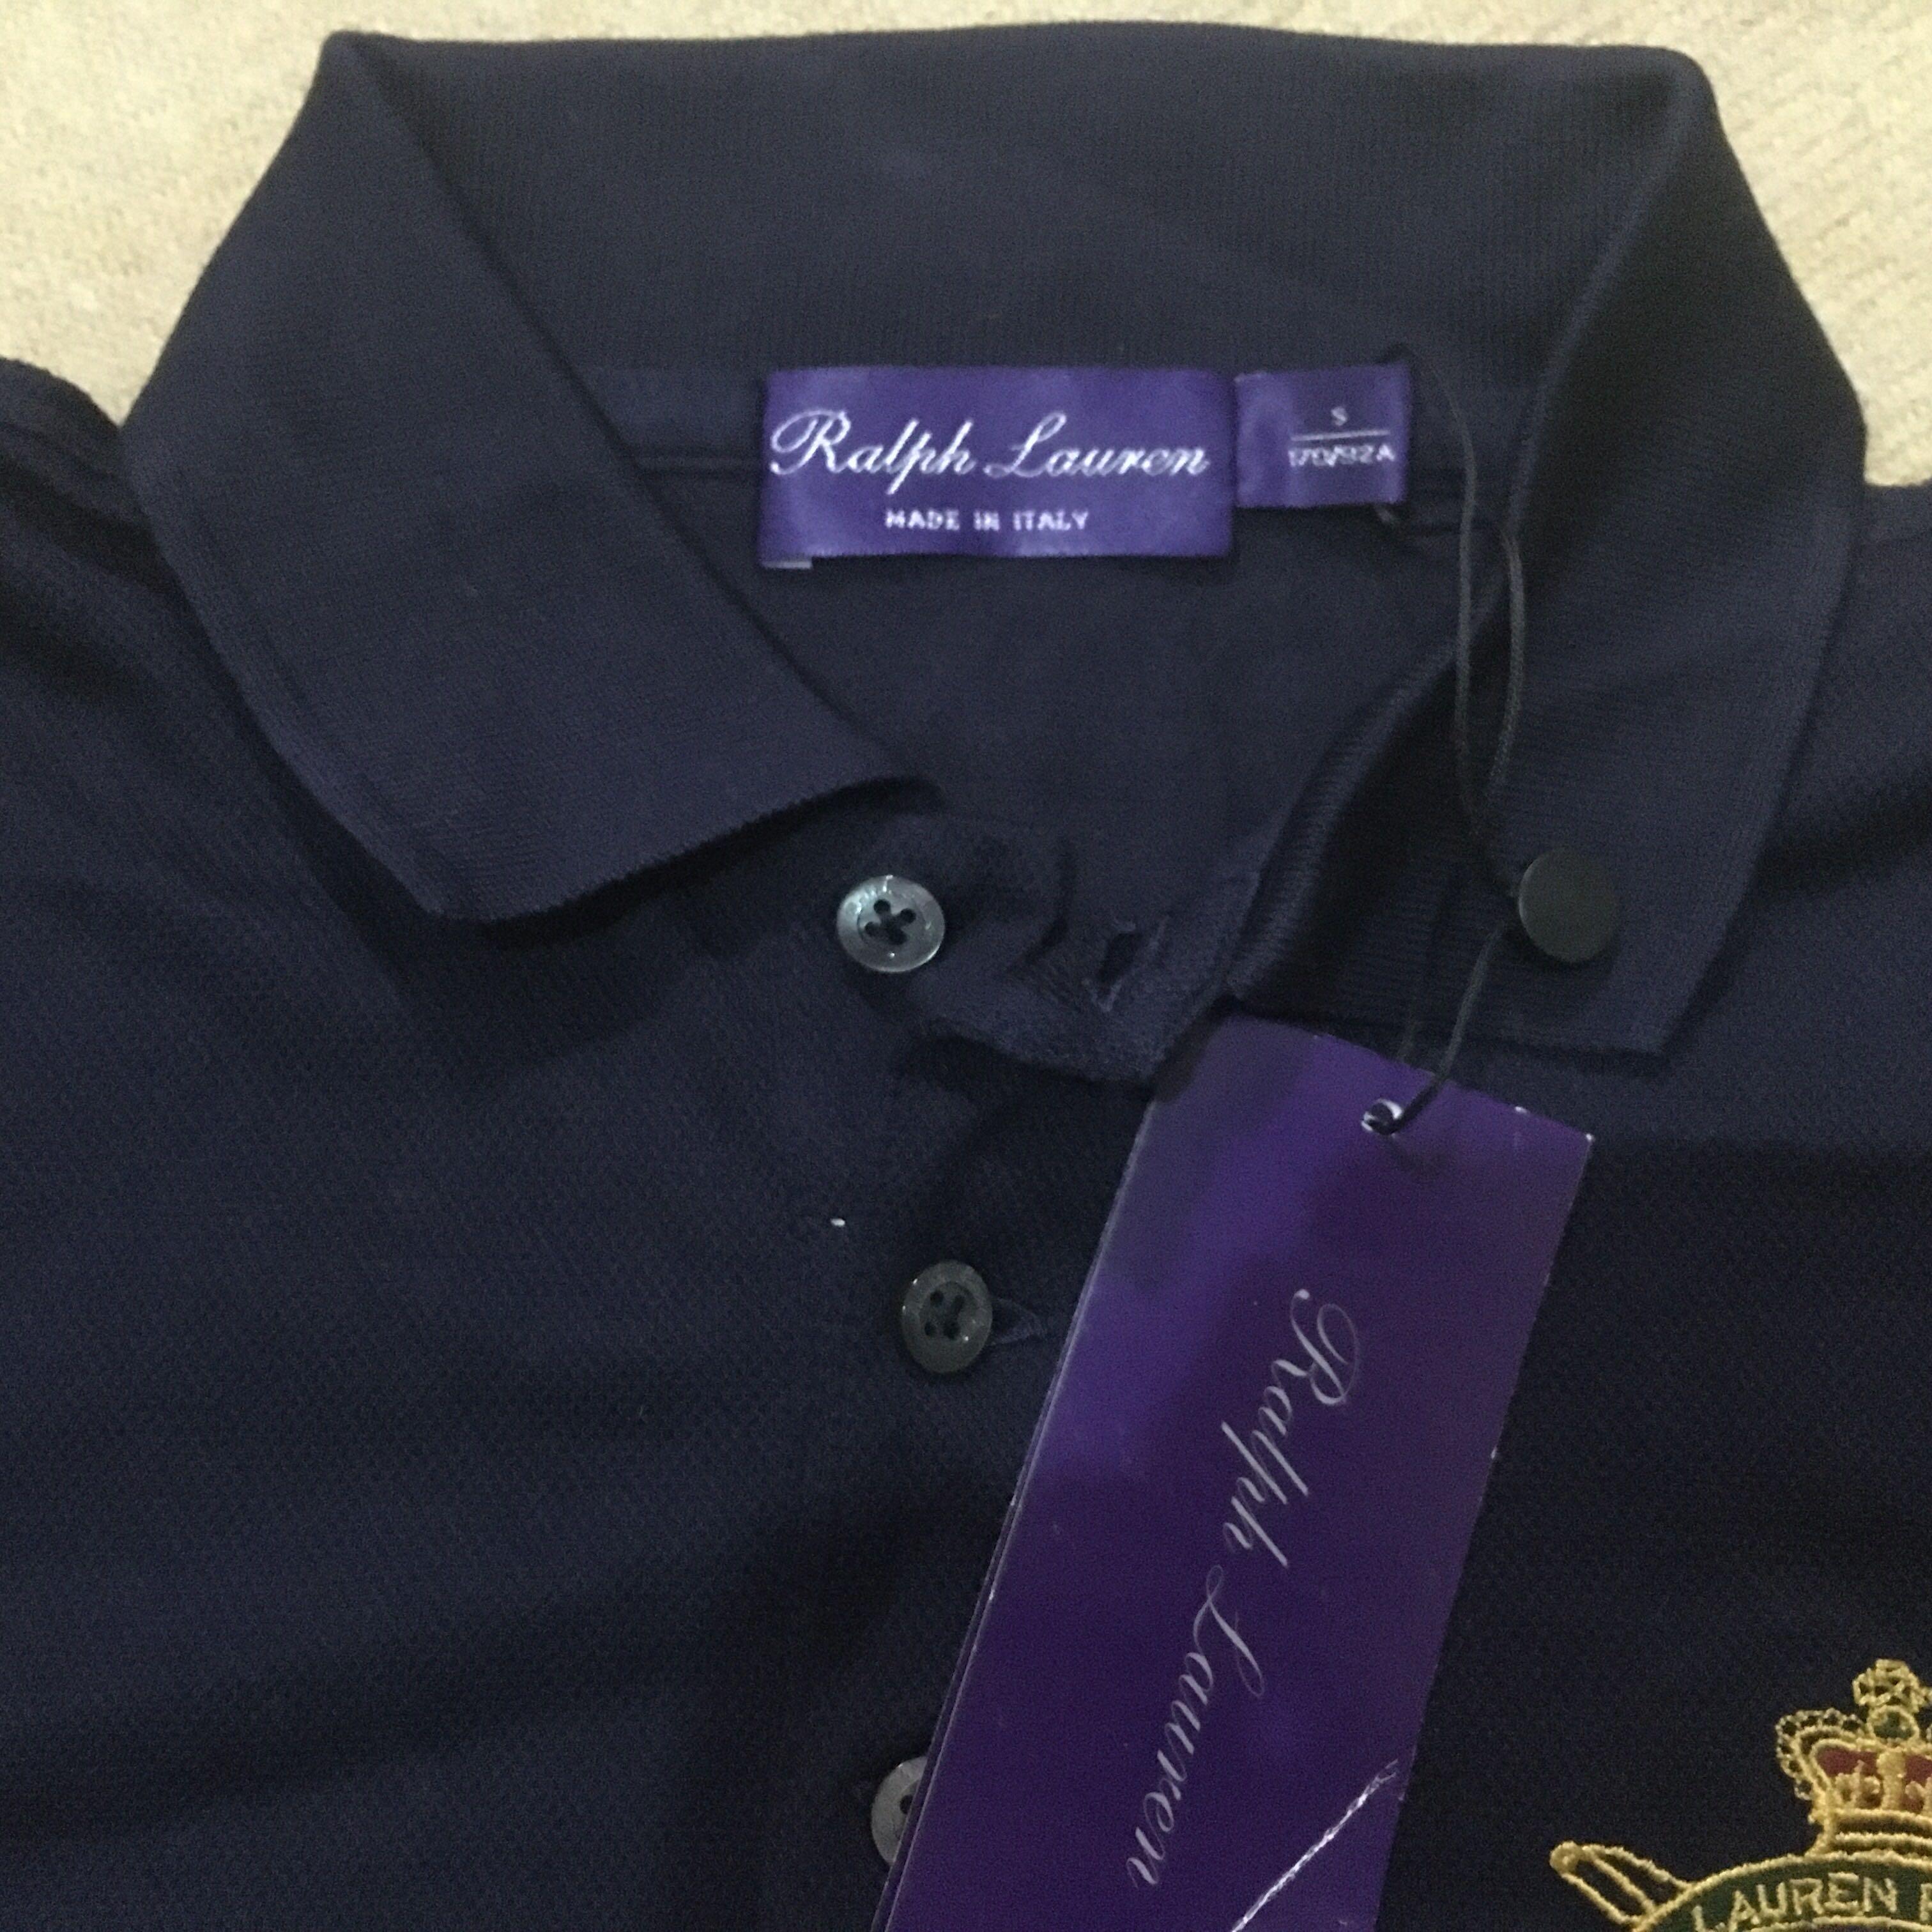 Ralph Lauren
MADE IN ITALY
S
170/92A
Ralph Lauren
LAUREN